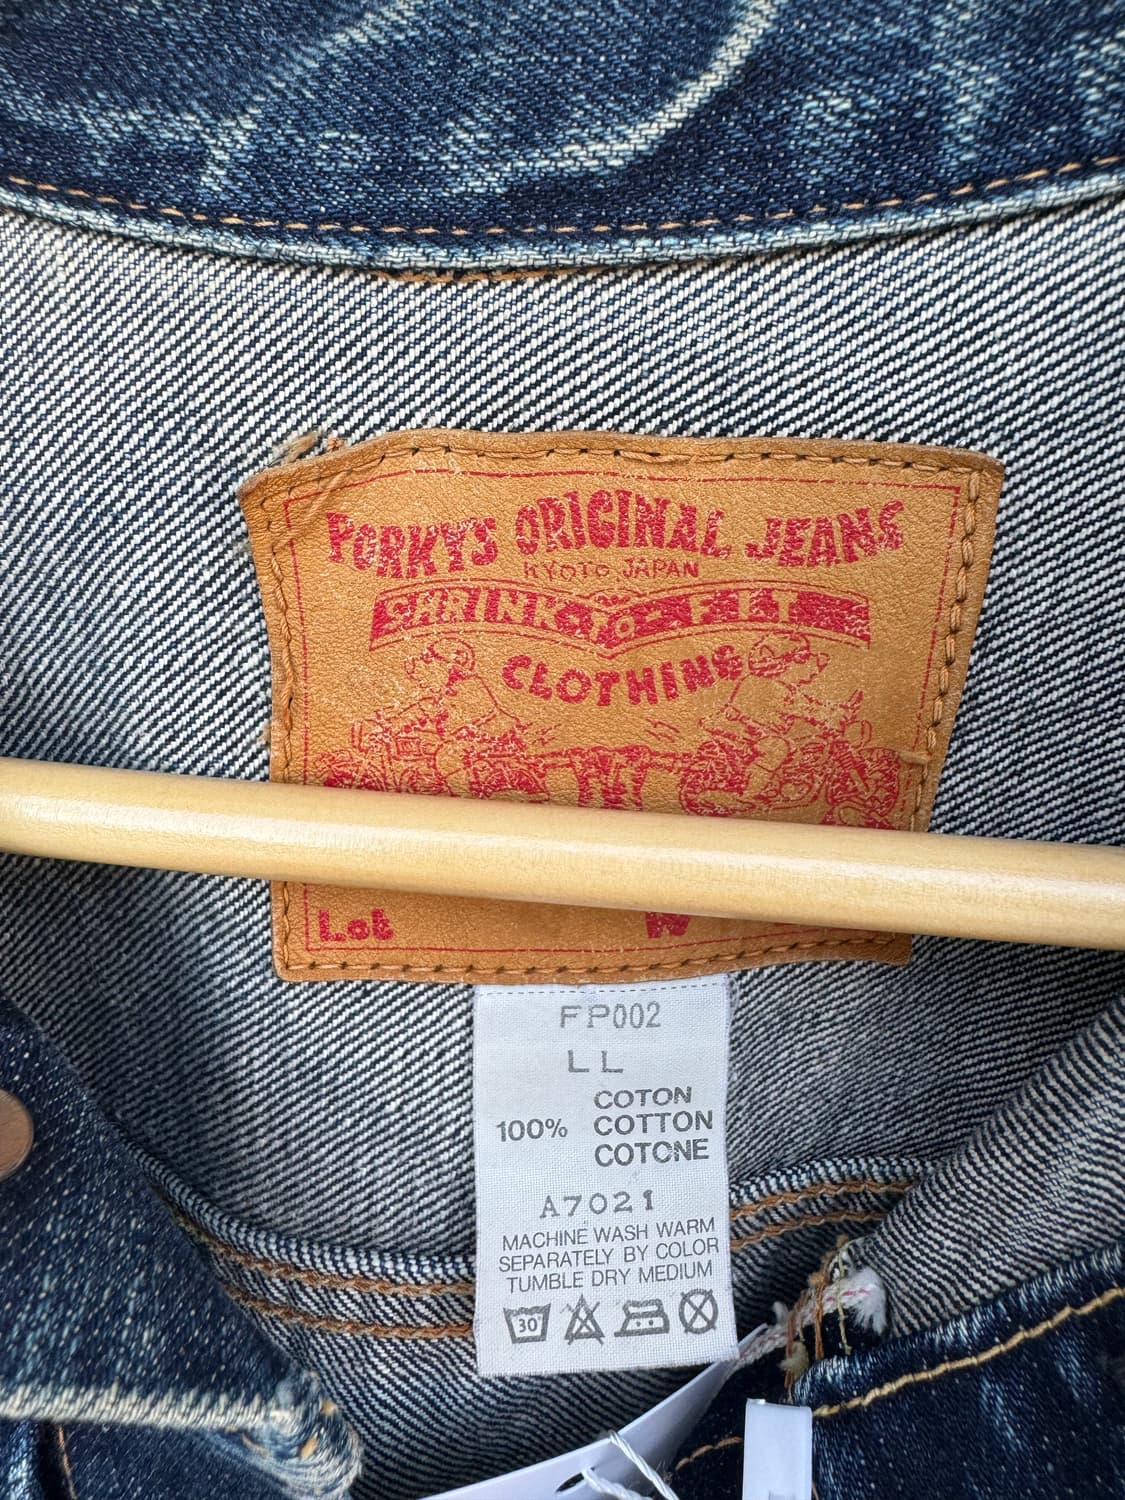 PORKY'S ORIGINAL JEANS
KYOTO JAPAN
SHRINK-TO-FIT
CLOTHING
Lot W
FP002
LL
COTON
100% COTTON
COTONE
A7021
MACHINE WASH WARM
SEPARATELY BY COLOR
TUMBLE DRY MEDIUM
30